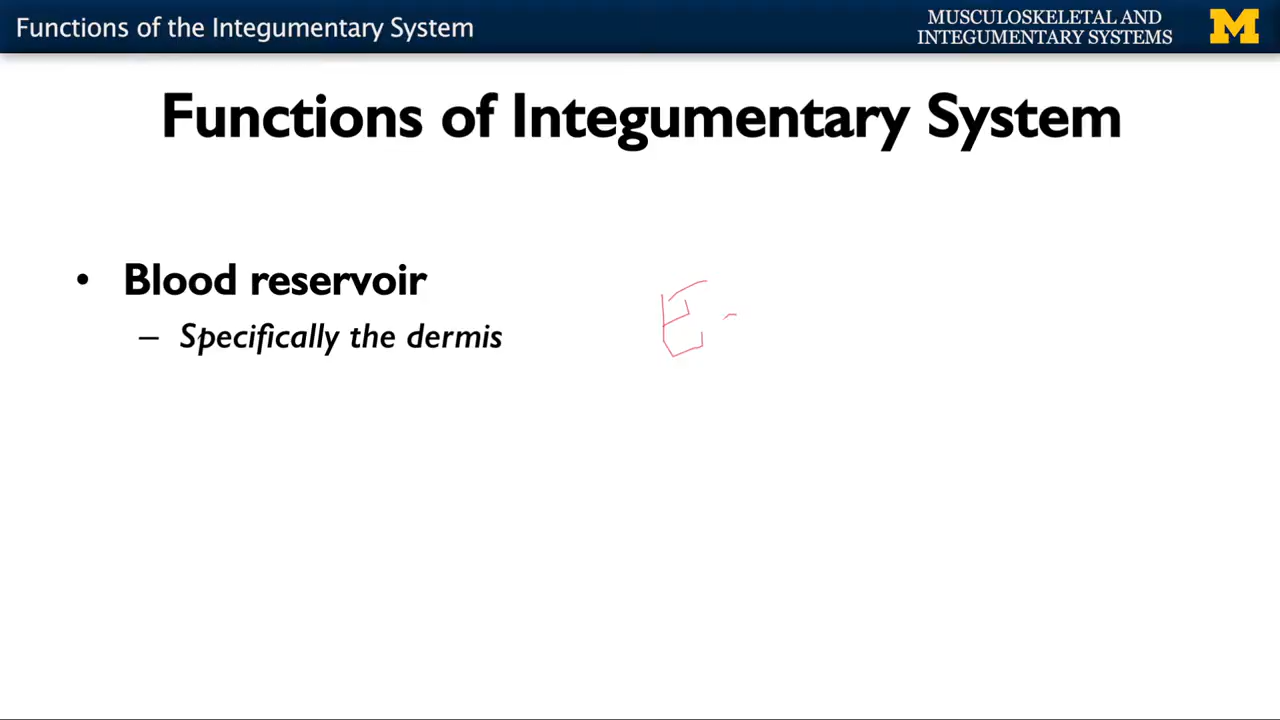 Functions of the Integumentary System
MUSCULOSKELETAL AND
INTEGUMENTARY SYSTEMS
M
Functions of Integumentary System
• Blood reservoir
– Specifically the dermis
E